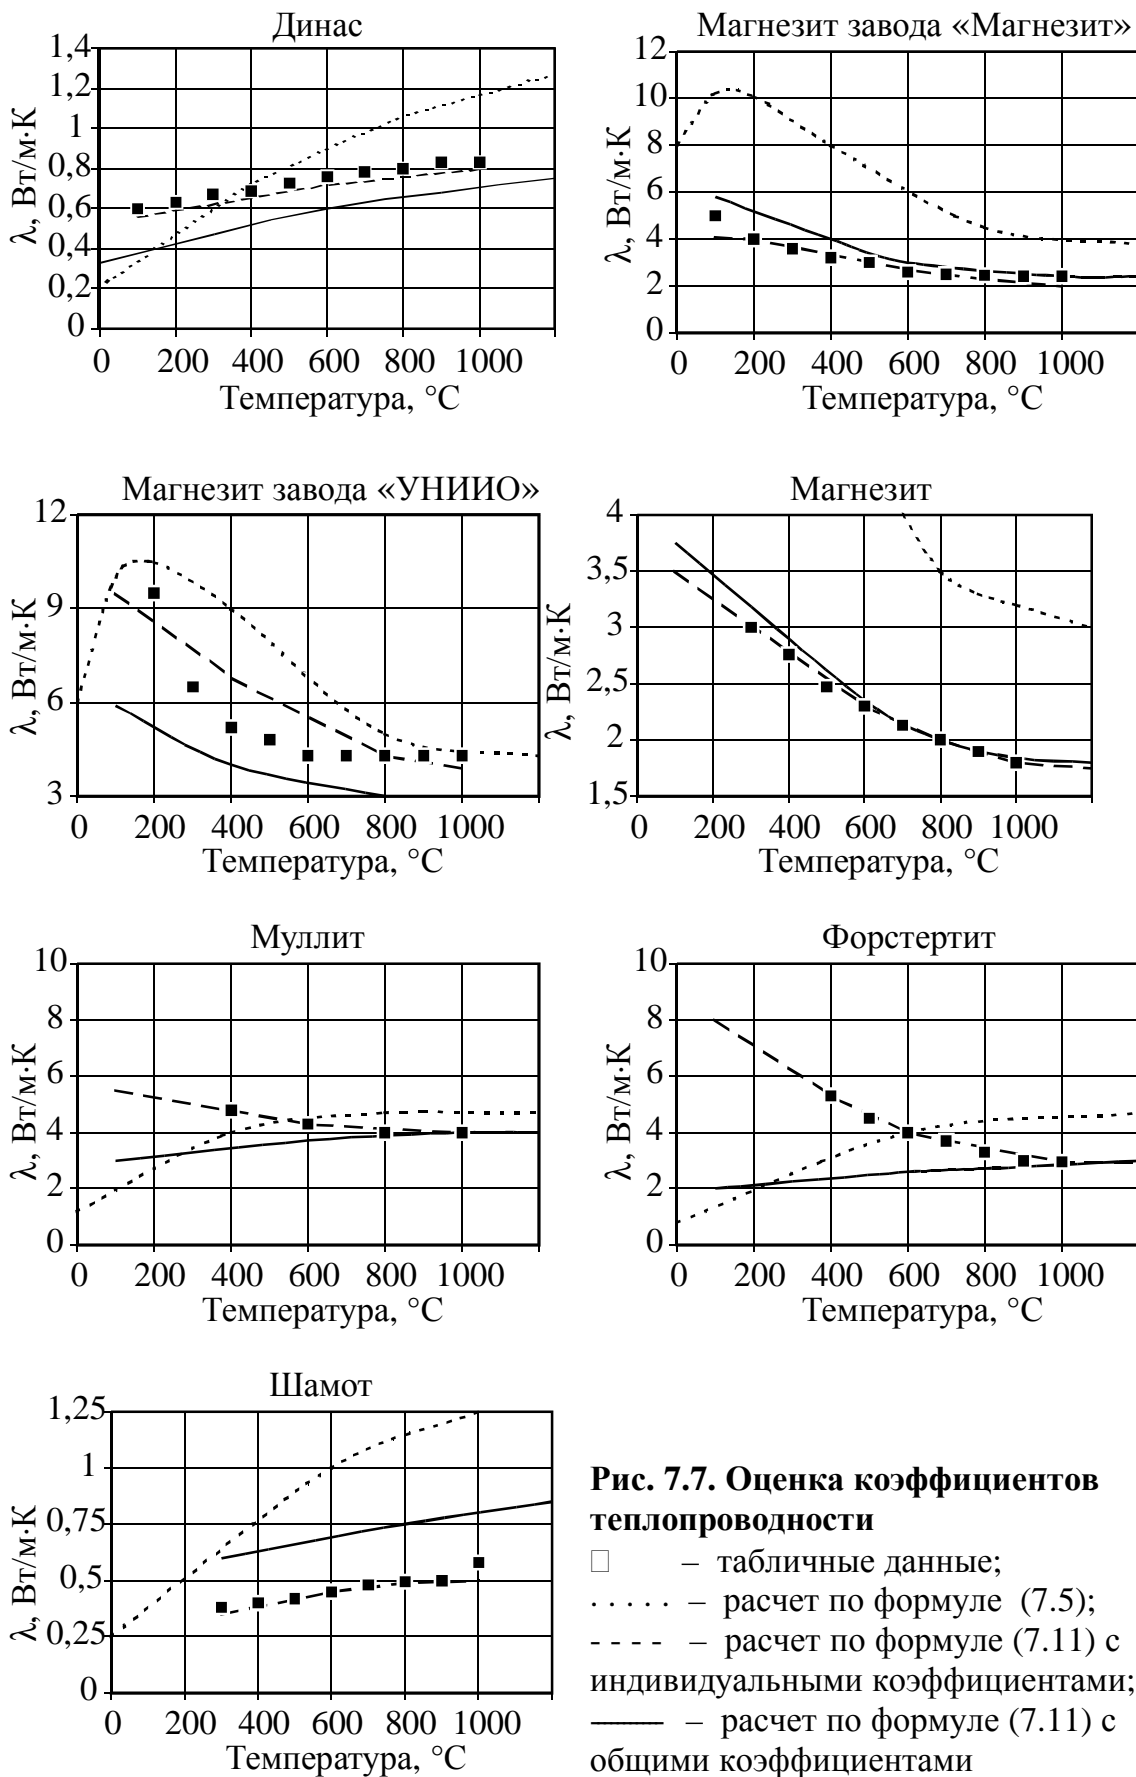 Динас
λ, Вт/м·К
1,4
1,2
1
0,8
0,6
0,4
0,2
0
0 200 400 600 800 1000
Температура, °С
Магнезит завода «Магнезит»
λ, Вт/м·К
12
10
8
6
4
2
0
0 200 400 600 800 1000
Температура, °С
Магнезит завода «УНИИО»
λ, Вт/м·К
12
9
6
3
0 200 400 600 800 1000
Температура, °С
Магнезит
λ, Вт/м·К
4
3,5
3
2,5
2
1,5
0 200 400 600 800 1000
Температура, °С
Муллит
λ, Вт/м·К
10
8
6
4
2
0
0 200 400 600 800 1000
Температура, °С
Форстертит
λ, Вт/м·К
10
8
6
4
2
0
0 200 400 600 800 1000
Температура, °С
Шамот
λ, Вт/м·К
1,25
1
0,75
0,5
0,25
0
0 200 400 600 800 1000
Температура, °С
Рис. 7.7. Оценка коэффициентов
теплопроводности
□ – табличные данные;
· · · · · – расчет по формуле (7.5);
- - - - – расчет по формуле (7.11) с
индивидуальными коэффициентами;
——— – расчет по формуле (7.11) с
общими коэффициентами